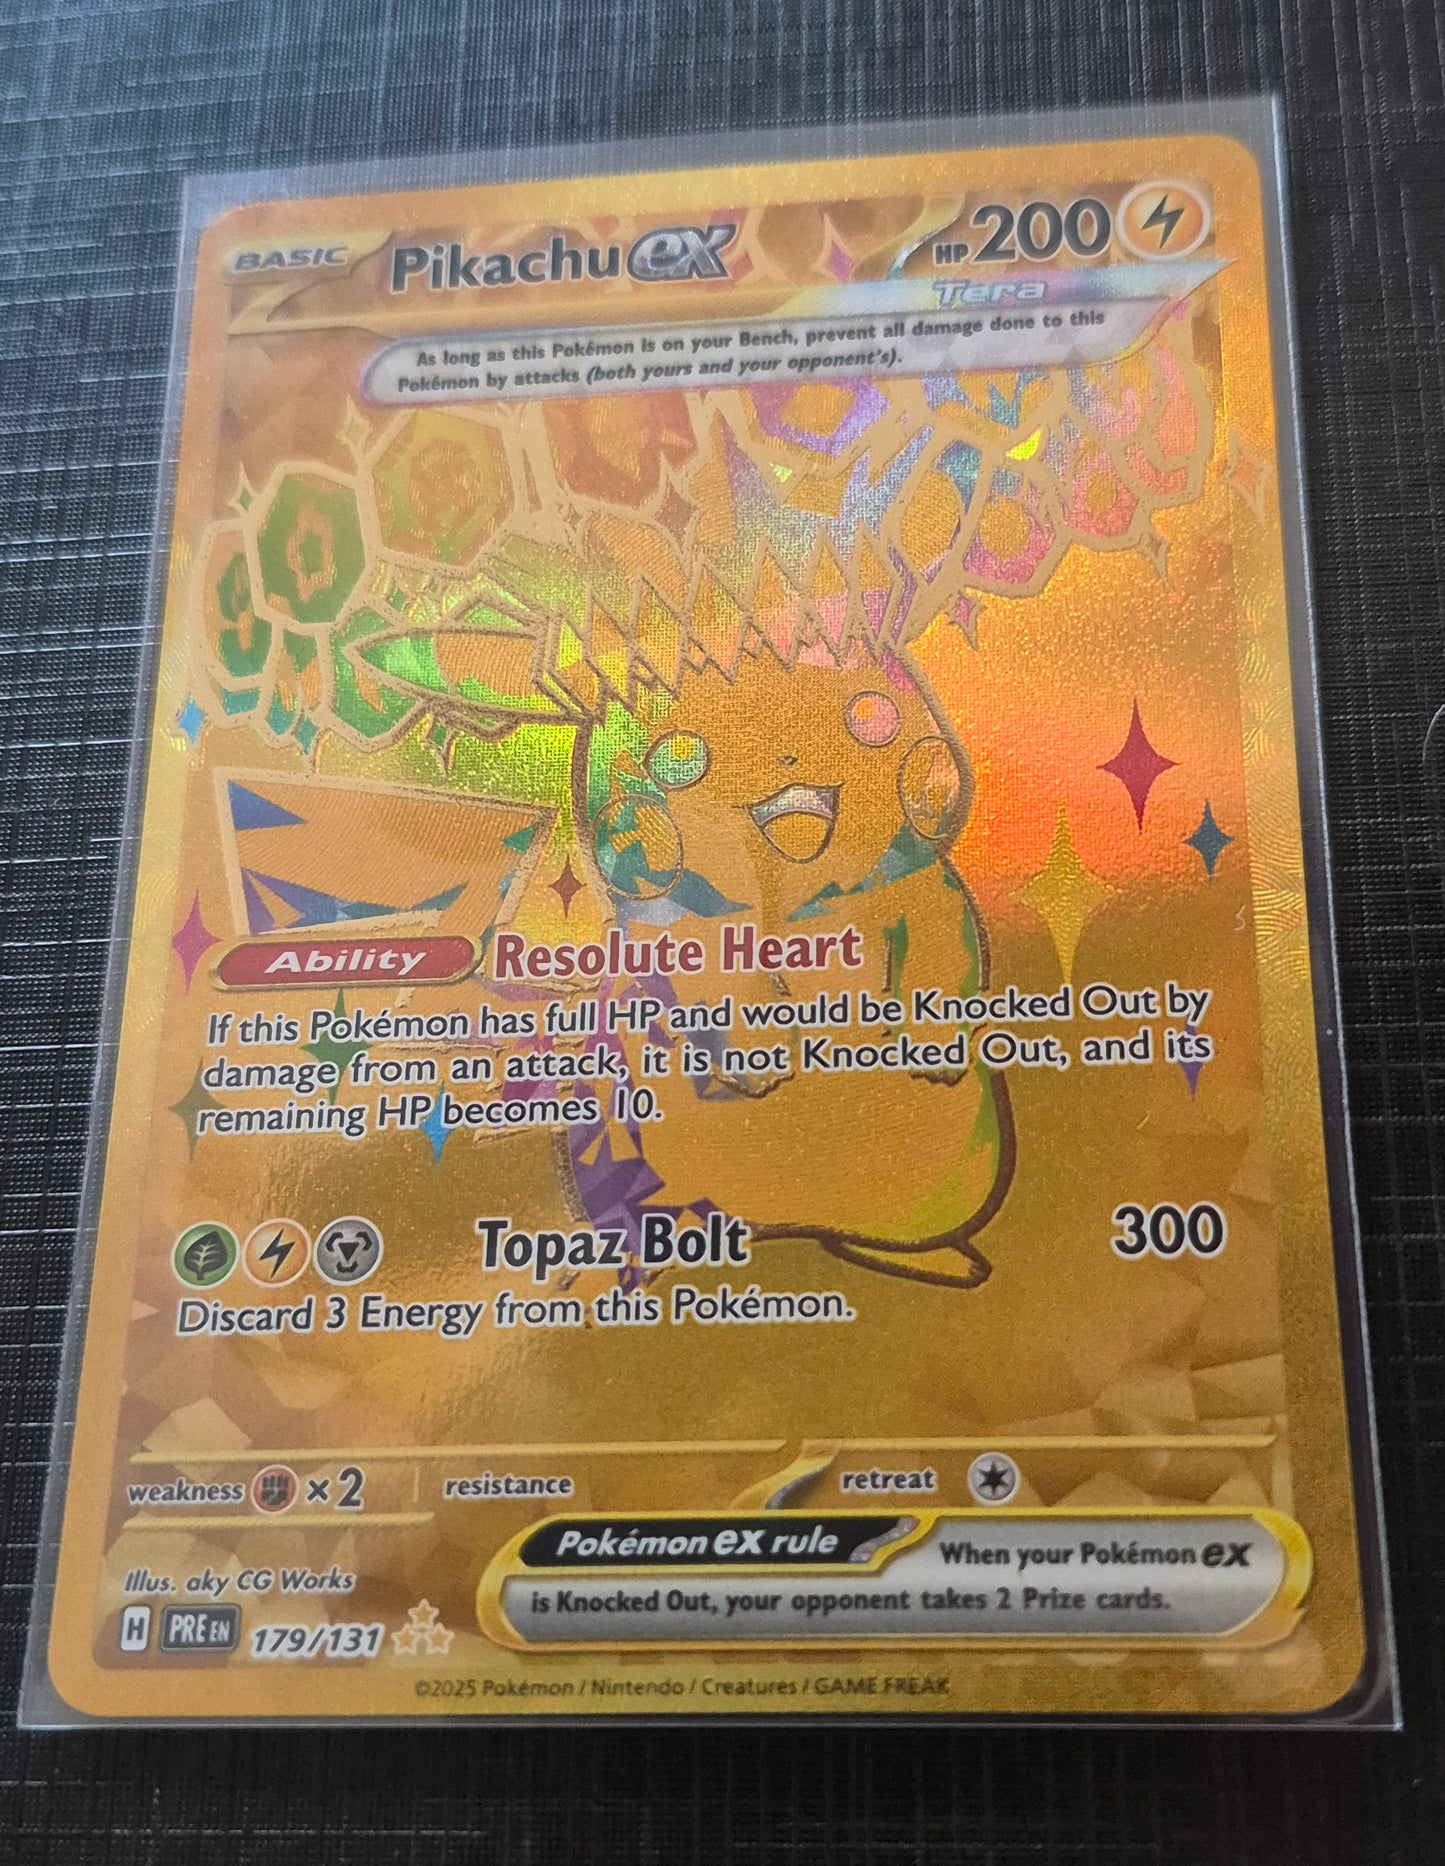 BASIC Pikachu ex HP 200
Tera
As long as this Pokémon is on your Bench, prevent all damage done to this
Pokémon by attacks (both yours and your opponent's).
Ability Resolute Heart
If this Pokémon has full HP and would be Knocked Out by
damage from an attack, it is not Knocked Out, and its
remaining HP becomes 10.
Topaz Bolt 300
Discard 3 Energy from this Pokémon.
weakness ×2 resistance retreat
Pokémon ex rule When your Pokémon ex
is Knocked Out, your opponent takes 2 Prize cards.
Illus. aky CG Works
H PRE EN 179/131
©2025 Pokémon / Nintendo / Creatures / GAME FREAK